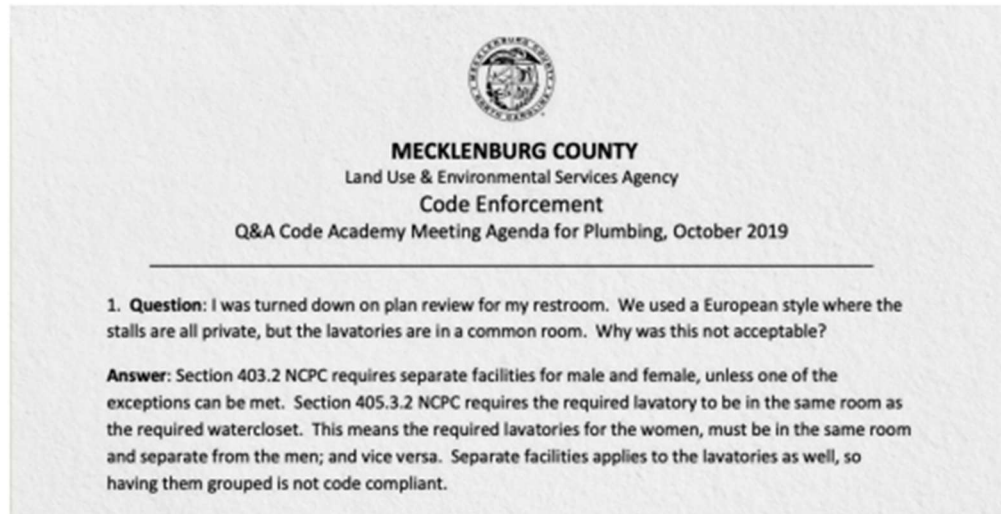 MECKLENBURG COUNTY
NORTH CAROLINA
MECKLENBURG COUNTY
Land Use & Environmental Services Agency
Code Enforcement
Q&A Code Academy Meeting Agenda for Plumbing, October 2019
1. Question: I was turned down on plan review for my restroom. We used a European style where the
stalls are all private, but the lavatories are in a common room. Why was this not acceptable?
Answer: Section 403.2 NCPC requires separate facilities for male and female, unless one of the
exceptions can be met. Section 405.3.2 NCPC requires the required lavatory to be in the same room as
the required watercloset. This means the required lavatories for the women, must be in the same room
and separate from the men; and vice versa. Separate facilities applies to the lavatories as well, so
having them grouped is not code compliant.